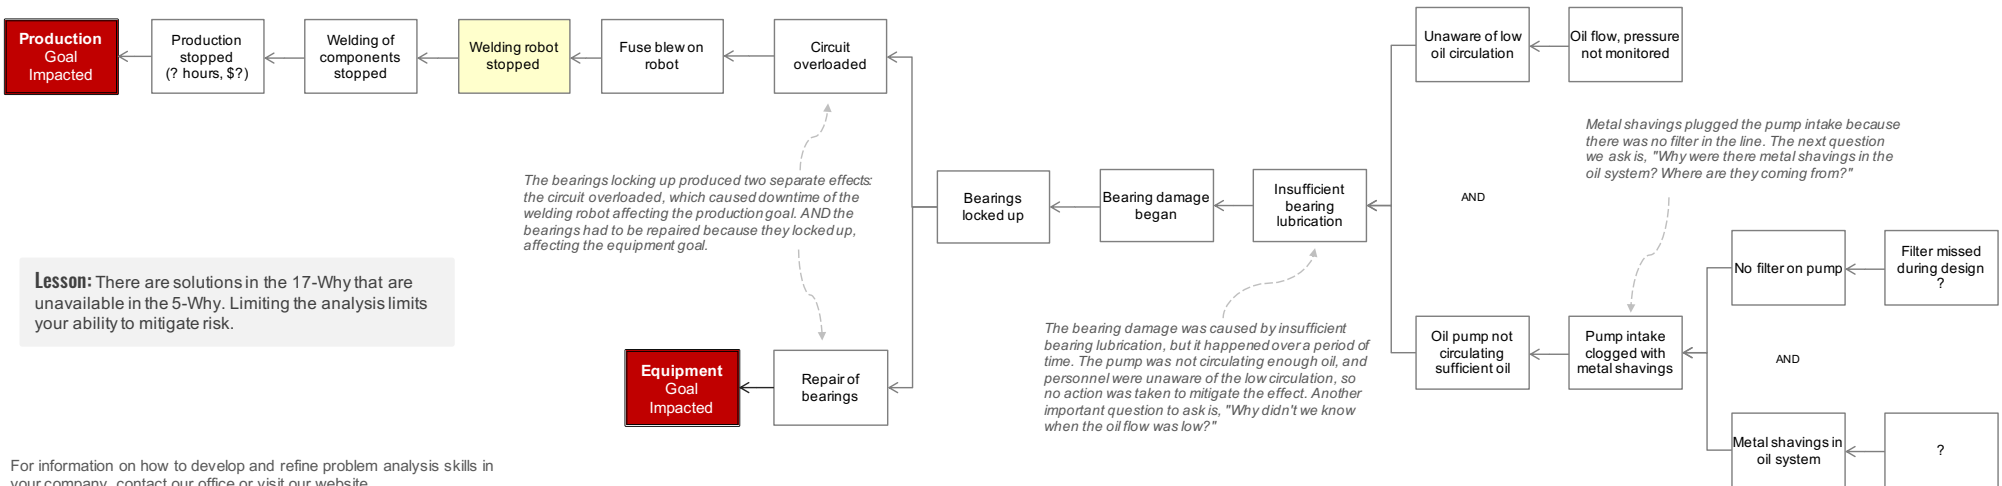 Production
Goal
Impacted
Production
stopped
(? hours, $?)
Welding of
components
stopped
Welding robot
stopped
Fuse blew on
robot
Circuit
overloaded
Unaware of low
oil circulation
Oil flow, pressure
not monitored
Metal shavings plugged the pump intake because
there was no filter in the line. The next question
we ask is, "Why were there metal shavings in the
oil system? Where are they coming from?"
The bearings locking up produced two separate effects:
the circuit overloaded, which caused downtime of the
welding robot affecting the production goal. AND the
bearings had to be repaired because they locked up,
affecting the equipment goal.
Bearings
locked up
Bearing damage
began
Insufficient
bearing
lubrication
AND
No filter on pump
Filter missed
during design
?
Lesson: There are solutions in the 17-Why that are
unavailable in the 5-Why. Limiting the analysis limits
your ability to mitigate risk.
The bearing damage was caused by insufficient
bearing lubrication, but it happened over a period of
time. The pump was not circulating enough oil, and
personnel were unaware of the low circulation, so
no action was taken to mitigate the effect. Another
important question to ask is, "Why didn't we know
when the oil flow was low?"
Oil pump not
circulating
sufficient oil
Pump intake
clogged with
metal shavings
AND
Equipment
Goal
Impacted
Repair of
bearings
Metal shavings in
oil system
?
For information on how to develop and refine problem analysis skills in
your company, contact our office or visit our website